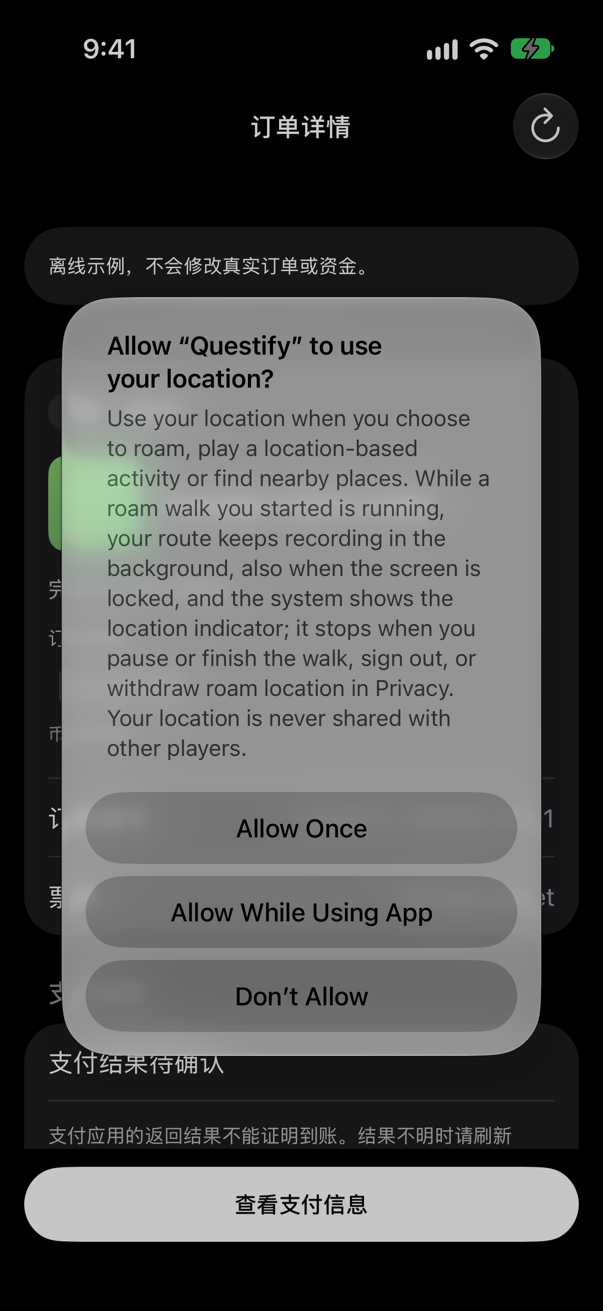 9:41
订单详情
离线示例，不会修改真实订单或资金。
Allow “Questify” to use
your location?
Use your location when you choose
to roam, play a location-based
activity or find nearby places. While a
roam walk you started is running,
your route keeps recording in the
background, also when the screen is
locked, and the system shows the
location indicator; it stops when you
pause or finish the walk, sign out, or
withdraw roam location in Privacy.
Your location is never shared with
other players.
Allow Once
Allow While Using App
Don’t Allow
支付结果待确认
支付应用的返回结果不能证明到账。结果不明时请刷新
查看支付信息